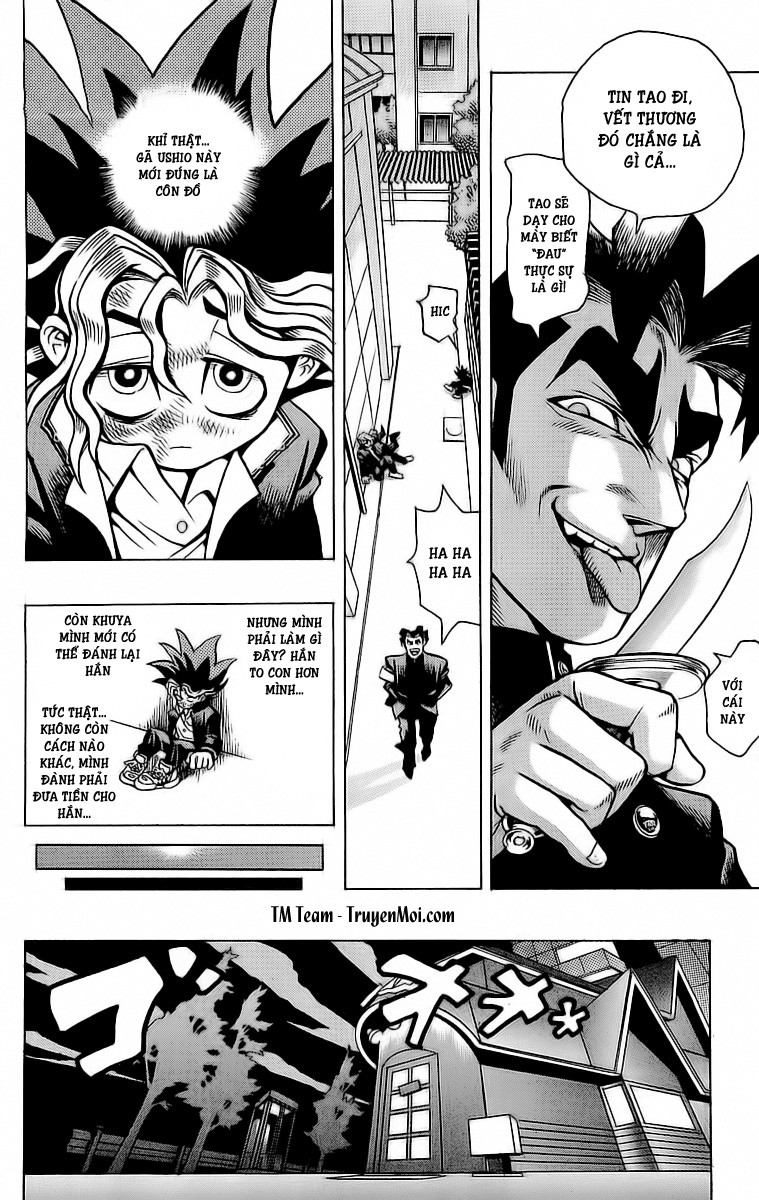 TIN TAO ĐI,
VẾT THƯƠNG
ĐÓ CHẮNG LÀ
GÌ CẢ...
TAO SẼ
DẠY CHO
MÀY BIẾT
"ĐAU"
THỰC SỰ
LÀ GÌ!
VỚI
CÁI
NÀY
HIC
HA HA
HA HA
KHỈ THẬT...
GÃ USHIO NÀY
MỚI ĐÚNG LÀ
CÔN ĐỒ
NHƯNG MÌNH
PHẢI LÀM GÌ
ĐÂY? HẮN
TO CON HƠN
MÌNH...
CÒN KHUYA
MÌNH MỚI CÓ
THỂ ĐÁNH LẠI
HẮN
TỨC THẬT...
KHÔNG CÒN
CÁCH NÀO
KHÁC, MÌNH
ĐÀNH PHẢI
ĐƯA TIỀN CHO
HẮN...
TM Team - TruyenMoi.com
ゴオオ